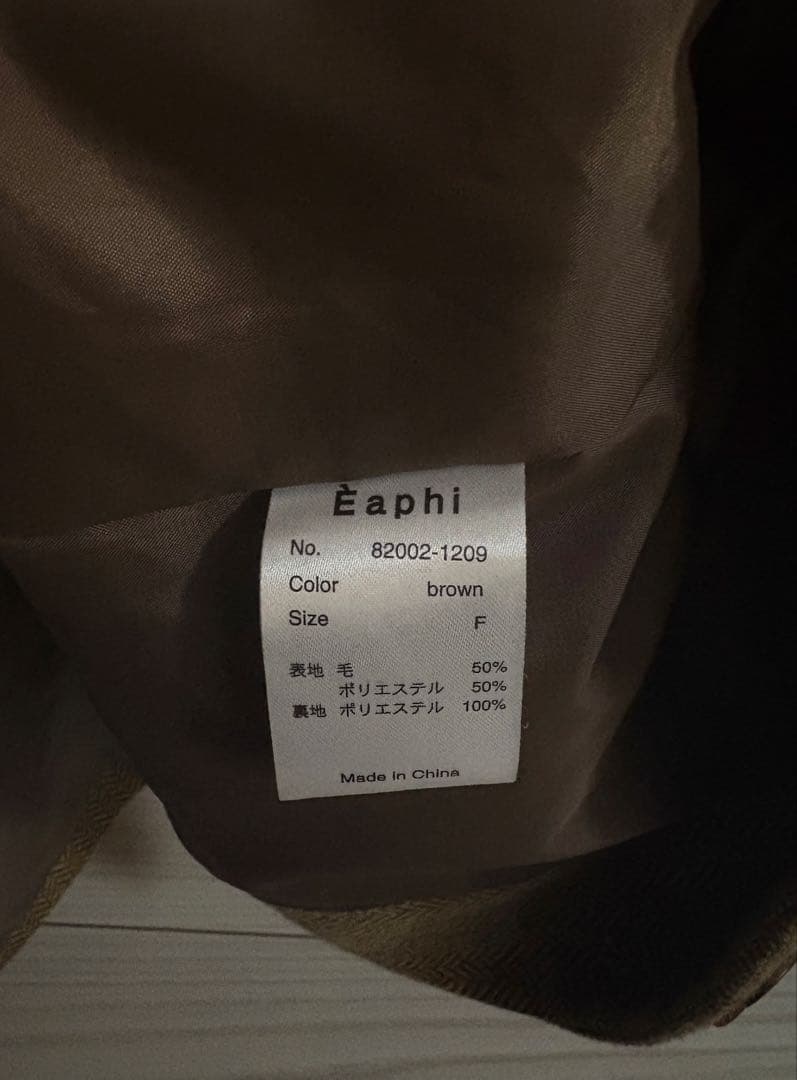 Èaphi
No. 82002-1209
Color brown
Size F
表地 毛 50%
ポリエステル 50%
裏地 ポリエステル 100%
Made in China